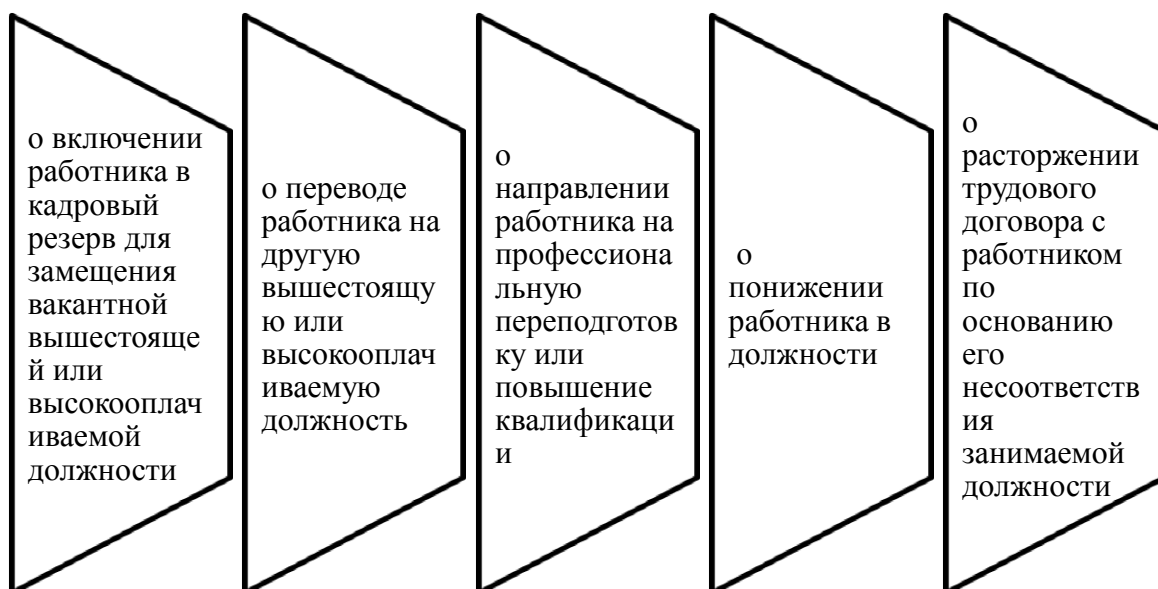 о включении
работника в
кадровый
резерв для
замещения
вакантной
вышестояще
й или
высокооплач
иваемой
должности
о переводе
работника на
другую
вышестоящу
ю или
высокооплач
иваемую
должность
о
направлении
работника на
профессиона
льную
переподготов
ку или
повышение
квалификаци
и
о
понижении
работника в
должности
о
расторжении
трудового
договора с
работником
по
основанию
его
несоответств
ия
занимаемой
должности